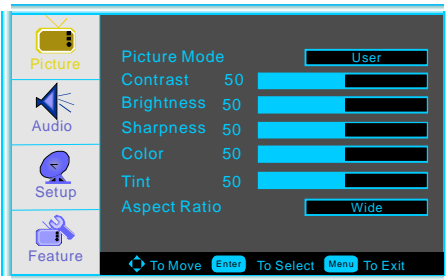 Picture
Audio
Setup
Feature
Picture Mode User
Contrast 50
Brightness 50
Sharpness 50
Color 50
Tint 50
Aspect Ratio Wide
To Move Enter To Select Menu To Exit